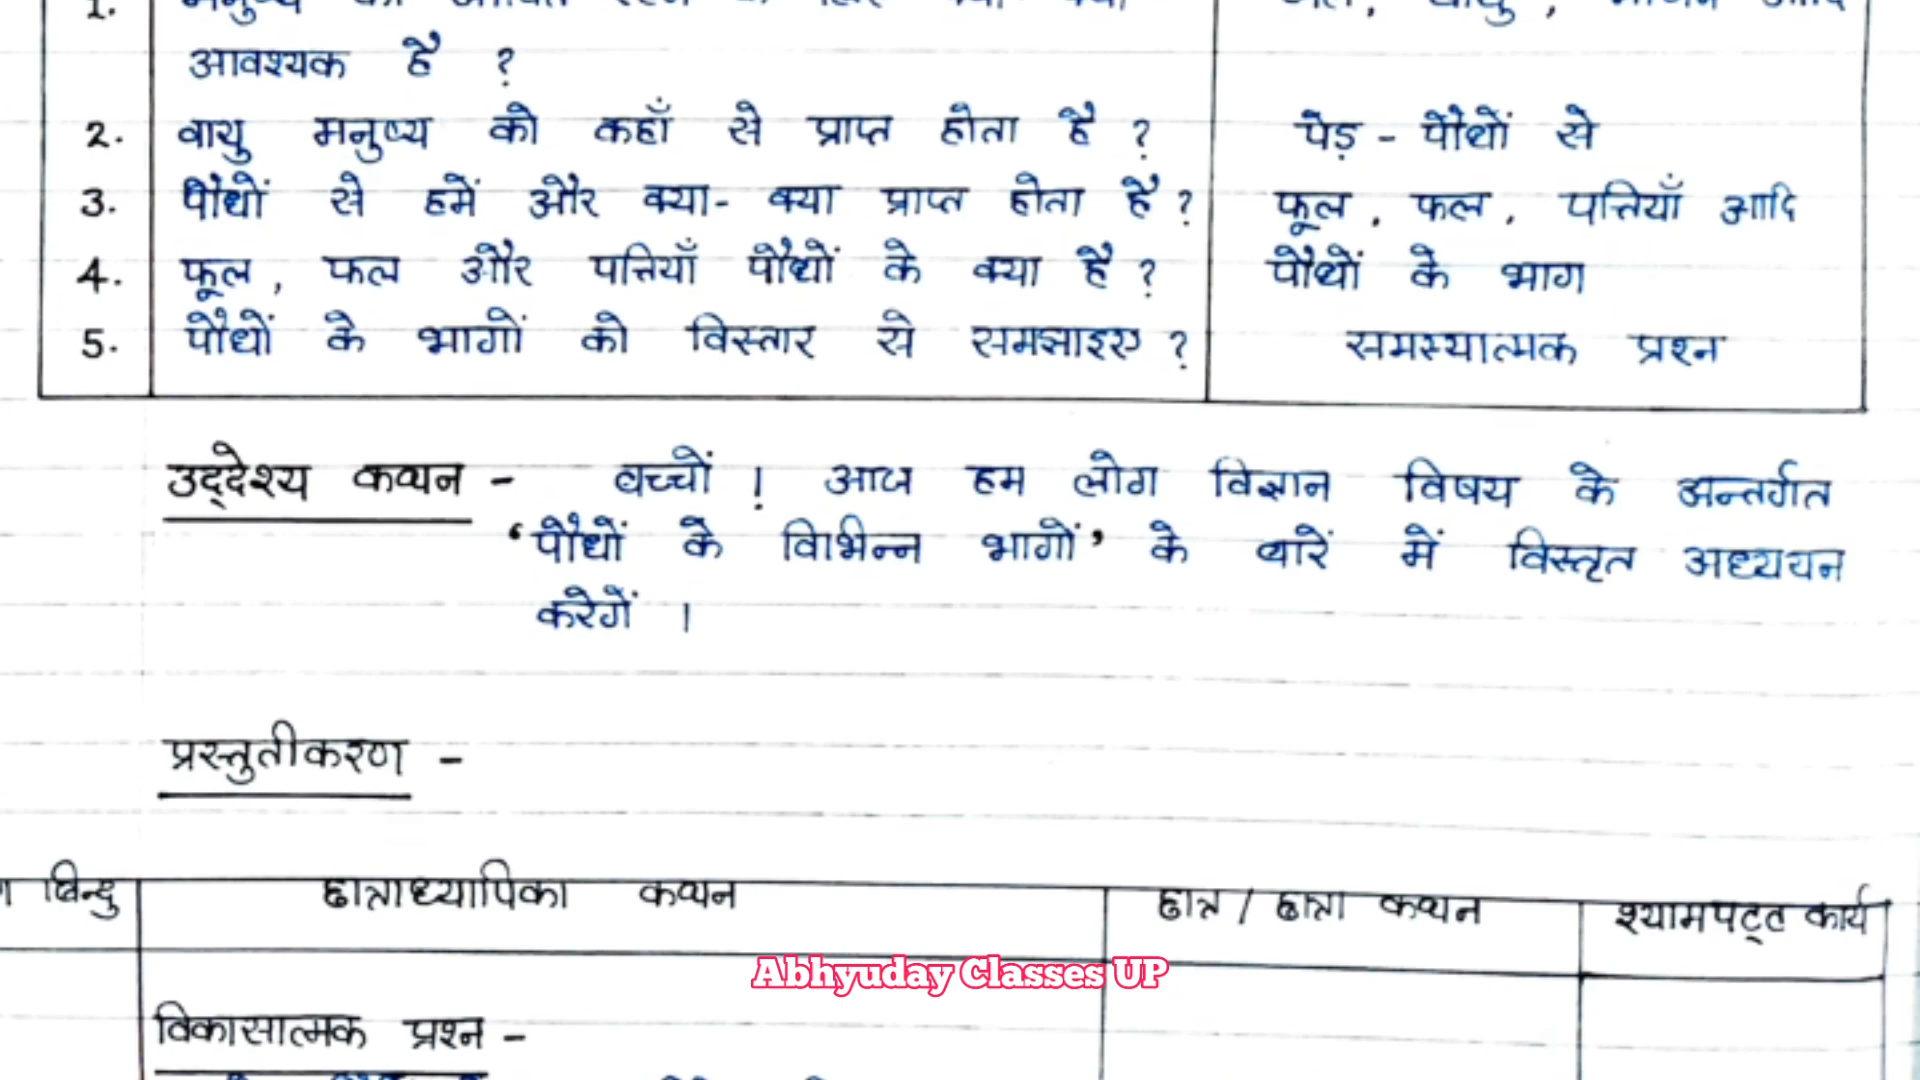 1.
आवश्यक है ?
2. वायु मनुष्य को कहाँ से प्राप्त होता है ? पेड़ - पौधों से
3. पौधों से हमें और क्या- क्या प्राप्त होता है ? फूल , फल , पत्तियाँ आदि
4. फूल , फल और पत्तियाँ पौधों के क्या है ? पौधों के भाग
5. पौधों के भागों को विस्तार से समझाइए ? समस्यात्मक प्रश्न
उद्देश्य कथन - बच्चों ! आज हम लोग विज्ञान विषय के अन्तर्गत
‘पौधों के विभिन्न भागों’ के बारें में विस्तृत अध्ययन
करेगें ।
प्रस्तुतीकरण -
बिन्दु छात्राध्यापिका कथन छात्र / छात्रा कथन श्यामपट्ट कार्य
Abhyuday Classes UP
विकासात्मक प्रश्न -